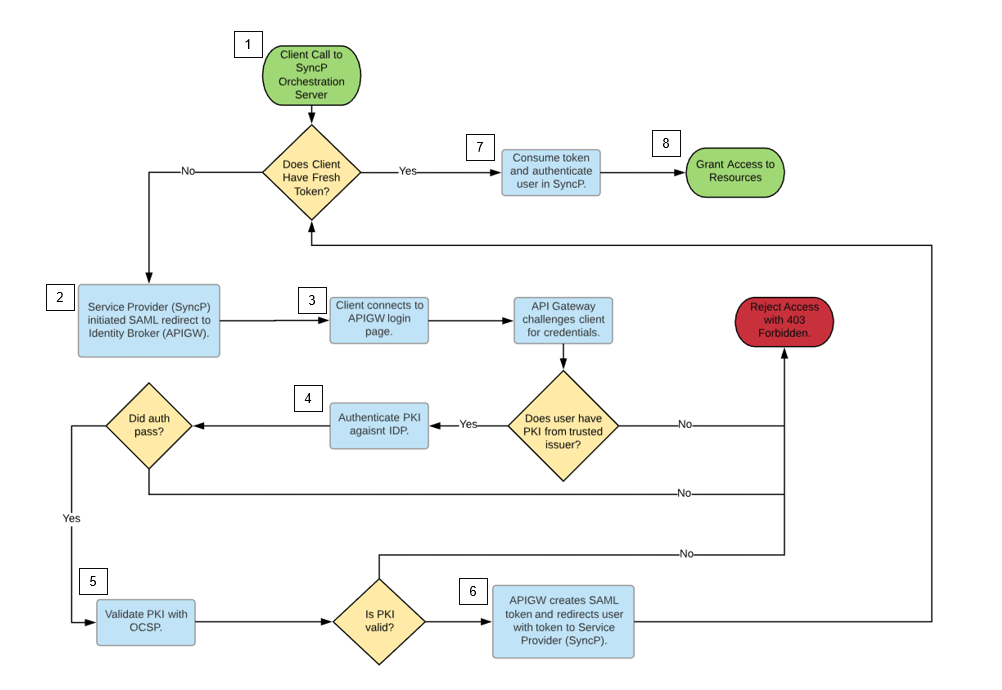 1
Client Call to
SyncP
Orchestration
Server
Does Client
Have Fresh
Token?
No
Yes
7
Consume token
and authenticate
user in SyncP.
8
Grant Access to
Resources
2
Service Provider (SyncP)
initiated SAML redirect to
Identity Broker (APIGW).
3
Client connects to
APIGW login
page.
API Gateway
challenges client
for credentials.
Reject Access
with 403
Forbidden.
Did auth
pass?
4
Authenticate PKI
agaisnt IDP.
Yes
Does user have
PKI from trusted
issuer?
No
No
Yes
No
5
Validate PKI with
OCSP.
Is PKI
valid?
6
APIGW creates SAML
token and redirects user
with token to Service
Provider (SyncP).